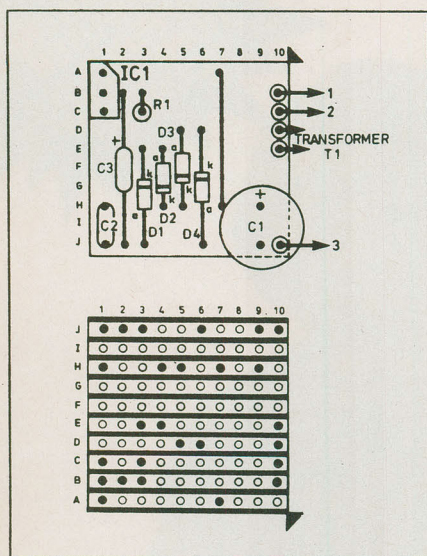 1 2 3 4 5 6 7 8 9 10
A IC1
B 1
C R1 2
D D3 TRANSFORMER
E + T1
F C3 k k
G k a k
H a a +
I C2 D2 a C1
J D1 D4 3
1 2 3 4 5 6 7 8 9 10
J
I
H
G
F
E
D
C
B
A